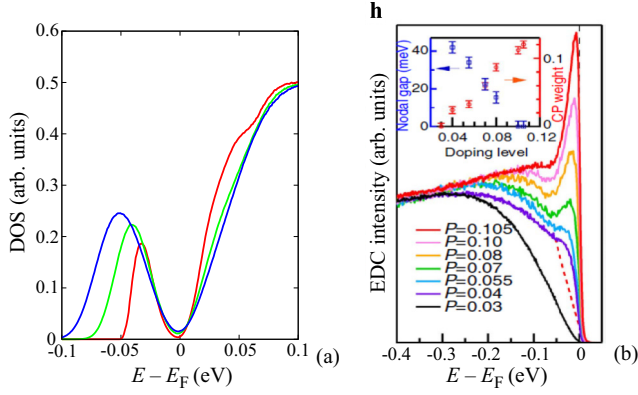 0.6
0.5
0.4
0.3
0.2
0.1
0
DOS (arb. units)
-0.1
-0.05
0
0.05
0.1
E – E_F (eV)
(a)
h
EDC intensity (arb. units)
40
20
0
Nodal gap (meV)
0.1
0
CP weight
0.04
0.08
0.12
Doping level
P=0.105
P=0.10
P=0.08
P=0.07
P=0.055
P=0.04
P=0.03
-0.4
-0.3
-0.2
-0.1
0
E – E_F (eV)
(b)